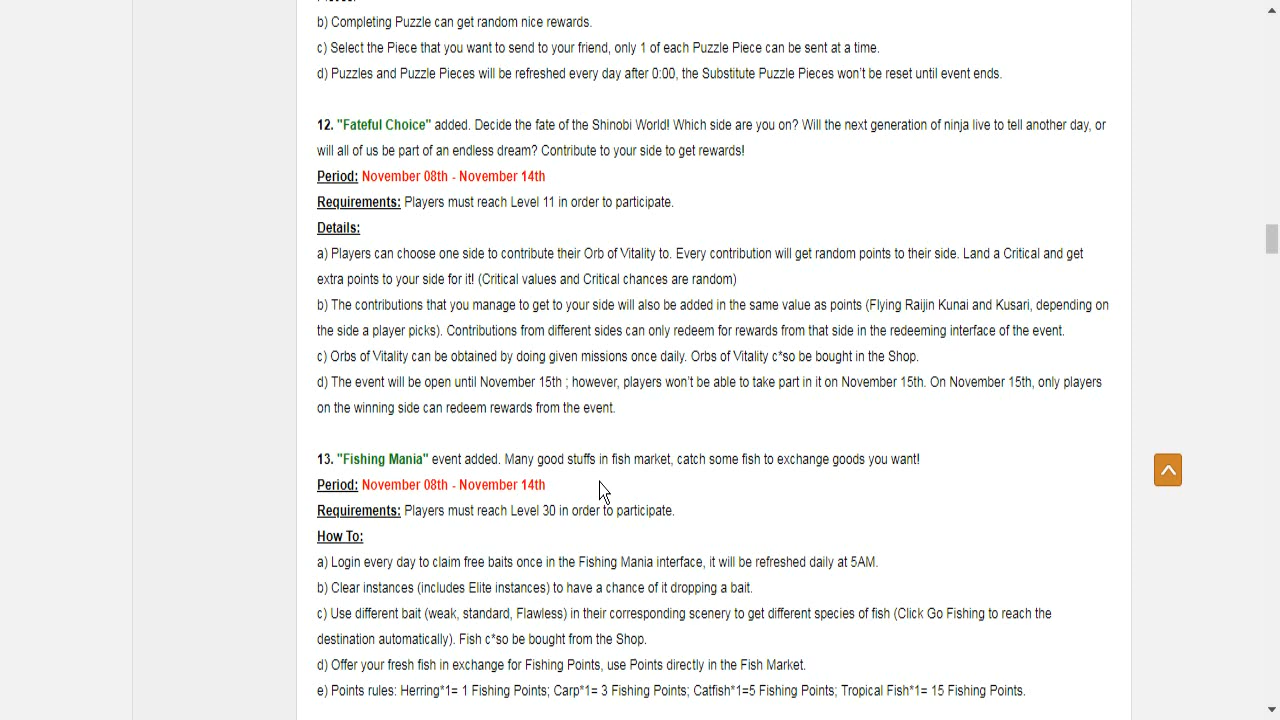 b) Completing Puzzle can get random nice rewards.
c) Select the Piece that you want to send to your friend, only 1 of each Puzzle Piece can be sent at a time.
d) Puzzles and Puzzle Pieces will be refreshed every day after 0:00, the Substitute Puzzle Pieces won't be reset until event ends.
12. "Fateful Choice" added. Decide the fate of the Shinobi World! Which side are you on? Will the next generation of ninja live to tell another day, or
will all of us be part of an endless dream? Contribute to your side to get rewards!
Period: November 08th - November 14th
Requirements: Players must reach Level 11 in order to participate.
Details:
a) Players can choose one side to contribute their Orb of Vitality to. Every contribution will get random points to their side. Land a Critical and get
extra points to your side for it! (Critical values and Critical chances are random)
b) The contributions that you manage to get to your side will also be added in the same value as points (Flying Raijin Kunai and Kusari, depending on
the side a player picks). Contributions from different sides can only redeem for rewards from that side in the redeeming interface of the event.
c) Orbs of Vitality can be obtained by doing given missions once daily. Orbs of Vitality c*so be bought in the Shop.
d) The event will be open until November 15th ; however, players won't be able to take part in it on November 15th. On November 15th, only players
on the winning side can redeem rewards from the event.
13. "Fishing Mania" event added. Many good stuffs in fish market, catch some fish to exchange goods you want!
Period: November 08th - November 14th
Requirements: Players must reach Level 30 in order to participate.
How To:
a) Login every day to claim free baits once in the Fishing Mania interface, it will be refreshed daily at 5AM.
b) Clear instances (includes Elite instances) to have a chance of it dropping a bait.
c) Use different bait (weak, standard, Flawless) in their corresponding scenery to get different species of fish (Click Go Fishing to reach the
destination automatically). Fish c*so be bought from the Shop.
d) Offer your fresh fish in exchange for Fishing Points, use Points directly in the Fish Market.
e) Points rules: Herring*1= 1 Fishing Points; Carp*1= 3 Fishing Points; Catfish*1=5 Fishing Points; Tropical Fish*1= 15 Fishing Points.